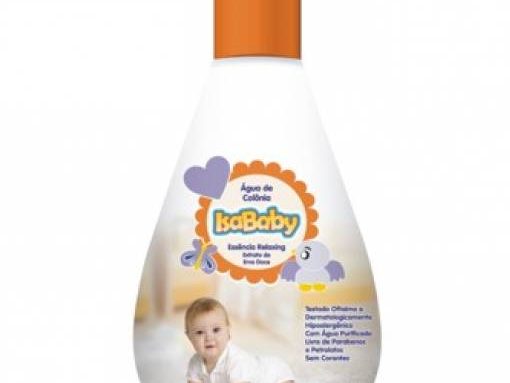 Água de
Colônia
IsaBaby
Essência Relaxing
Extrato de
Erva Doce
Testado Oftalmo e
Dermatologicamente
Hipoalergênico
Com Água Purificada
Livre de Parabenos
e Petrolatos
Sem Corantes